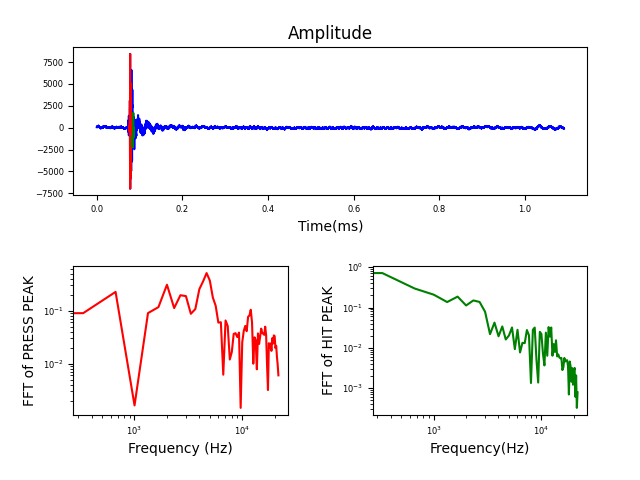 Amplitude
7500
5000
2500
0
−2500
−5000
−7500
0.0 0.2 0.4 0.6 0.8 1.0
Time(ms)
FFT of PRESS PEAK
10⁻¹
10⁻²
10³ 10⁴
Frequency (Hz)
FFT of HIT PEAK
10⁰
10⁻¹
10⁻²
10⁻³
10³ 10⁴
Frequency(Hz)